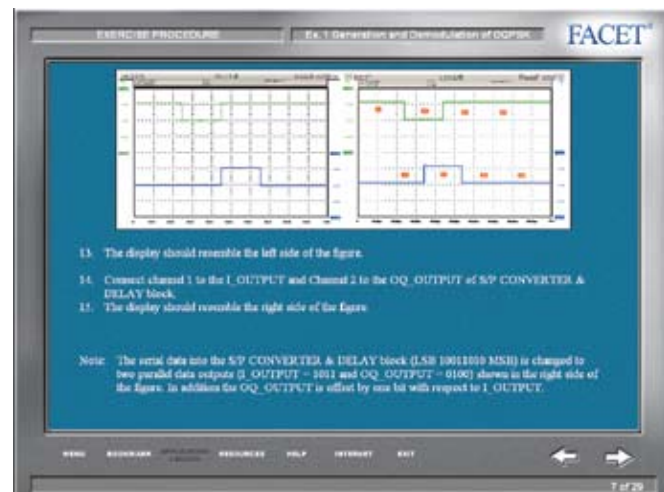 EXERCISE PROCEDURE
Ex. 1 Generation and Demodulation of OQPSK
FACET
13. The display should resemble the left side of the figure.
14. Connect channel 1 to the I_OUTPUT and Channel 2 to the OQ_OUTPUT of S/P CONVERTER &
DELAY block.
15. The display should resemble the right side of the figure
Note: The serial data into the S/P CONVERTER & DELAY block (LSB 10011010 MSB) is changed to
two parallel data outputs (I_OUTPUT = 1011 and OQ_OUTPUT = 0100) shown in the right side of
the figure. In addition the OQ_OUTPUT is offset by one bit with respect to I_OUTPUT.
MENU BOOKMARK RESOURCES HELP INTERNET EXIT
7 of 29